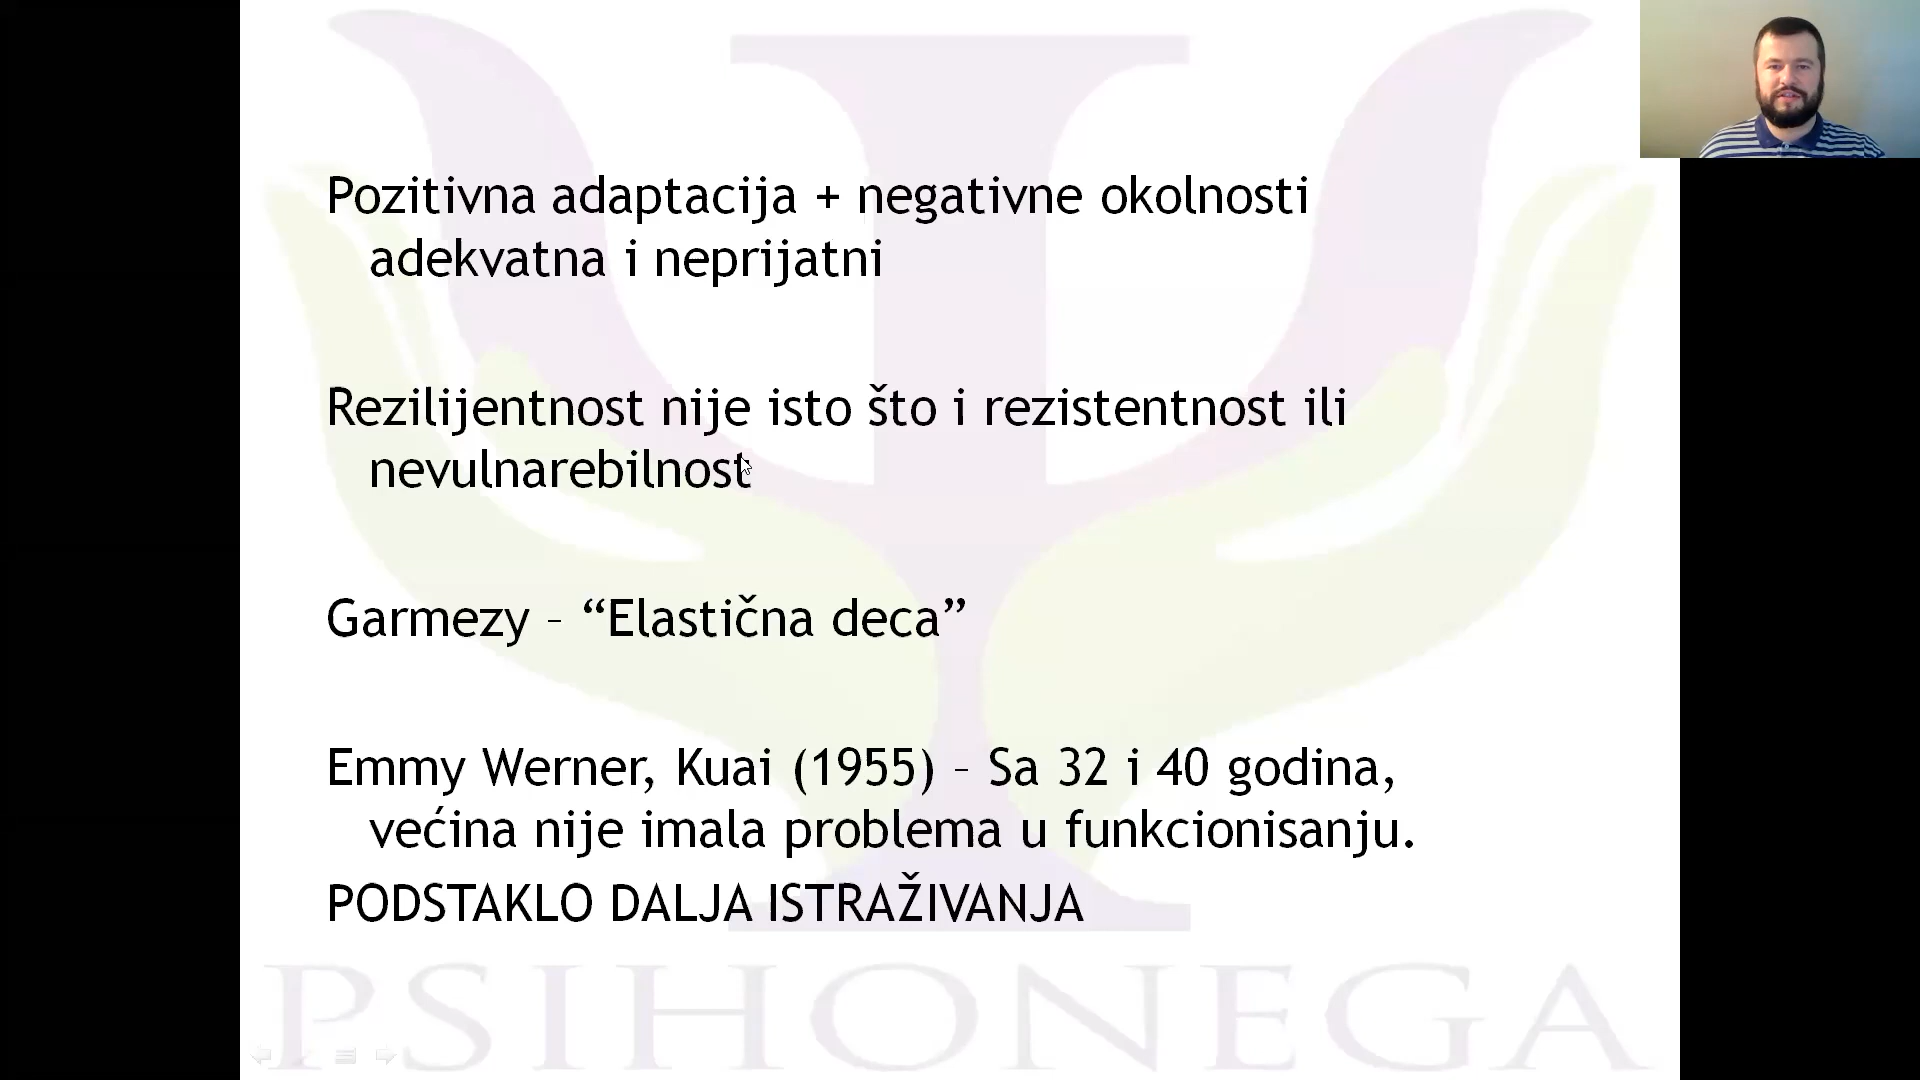 Pozitivna adaptacija + negativne okolnosti
adekvatna i neprijatni
Rezilijentnost nije isto što i rezistentnost ili
nevulnarebilnost
Garmezy – “Elastična deca”
Emmy Werner, Kuai (1955) – Sa 32 i 40 godina,
većina nije imala problema u funkcionisanju.
PODSTAKLO DALJA ISTRAŽIVANJA
PSIHONEGA